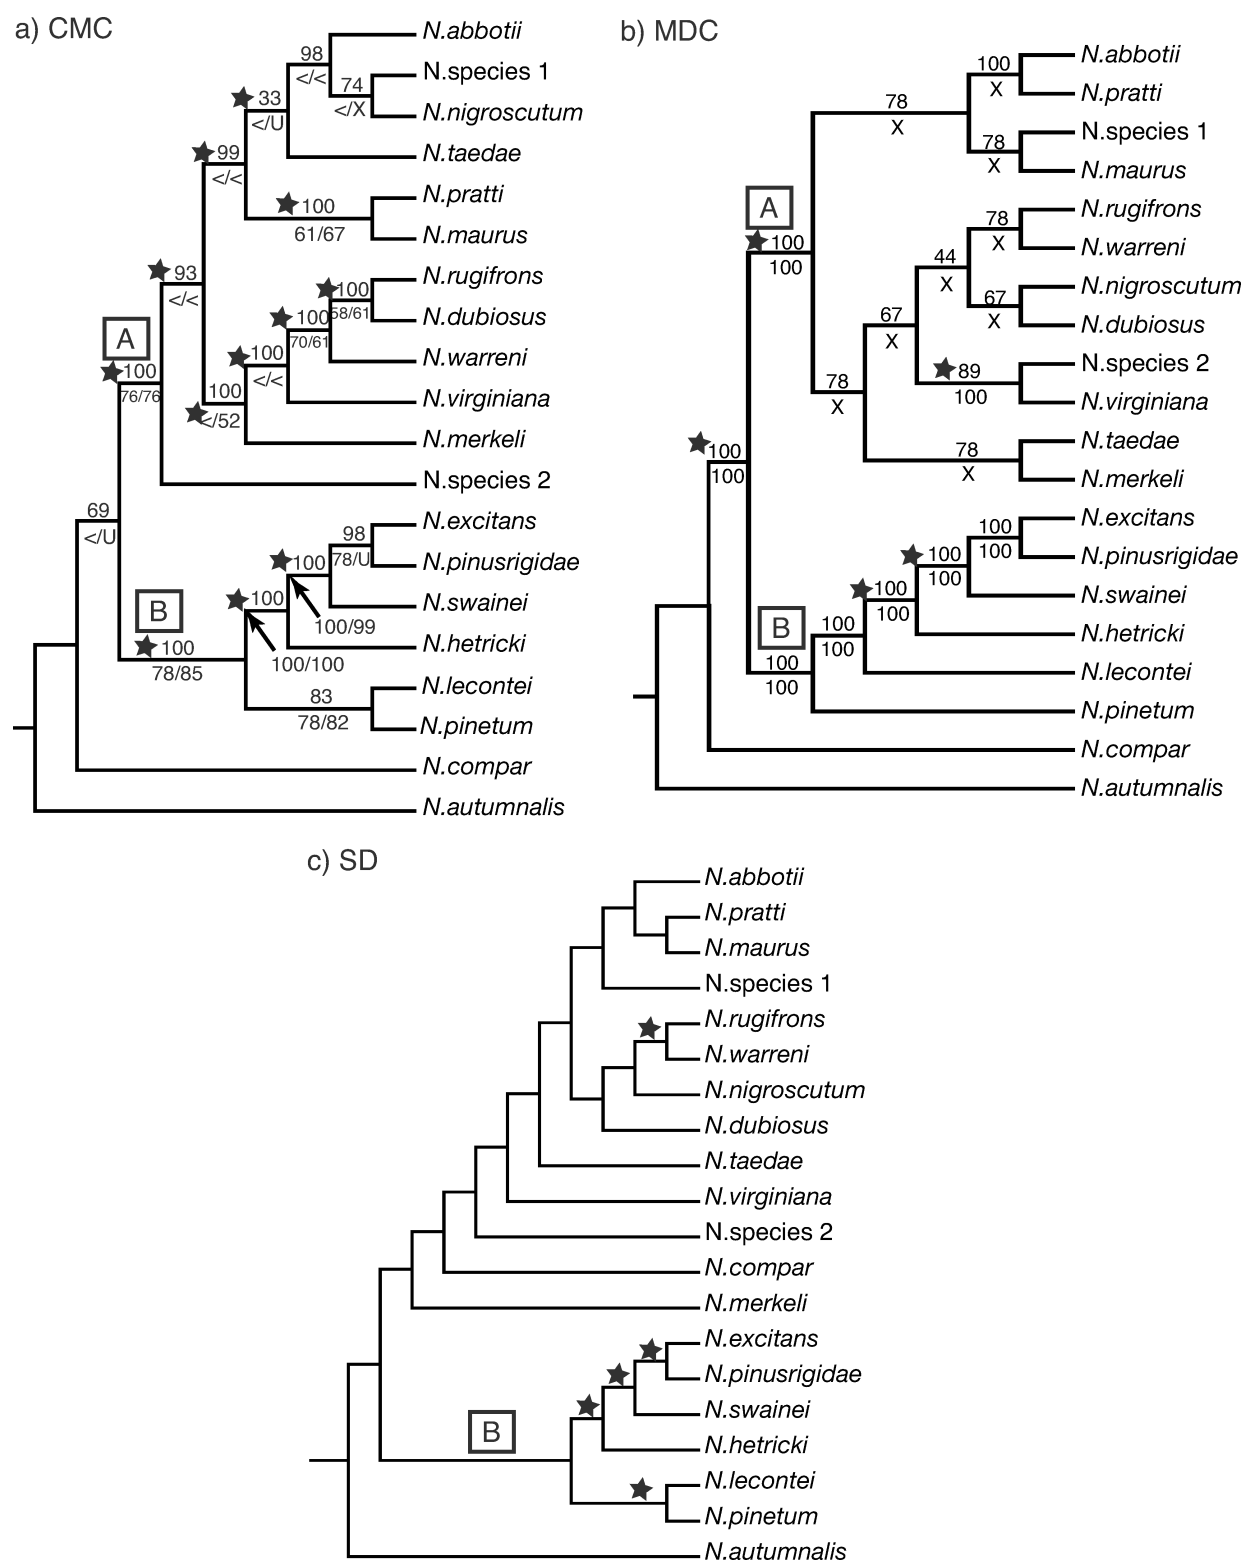 a) CMC
N.abbotii
98
</<
N.species 1
74
</X
N.nigroscutum
33
</U
N.taedae
99
</<
N.pratti
100
61/67
N.maurus
93
</<
N.rugifrons
100
58/61
N.dubiosus
100
70/61
N.warreni
100
</<
N.virginiana
100
</52
N.merkeli
A
100
76/76
N.species 2
69
</U
N.excitans
98
78/U
N.pinusrigidae
100
N.swainei
100/99
100
N.hetricki
100/100
B
100
78/85
N.lecontei
83
78/82
N.pinetum
N.compar
N.autumnalis
b) MDC
N.abbotii
100
X
N.pratti
78
X
N.species 1
78
X
N.maurus
A
100
100
N.rugifrons
78
X
N.warreni
44
X
N.nigroscutum
67
X
N.dubiosus
67
X
N.species 2
89
100
N.virginiana
78
X
N.taedae
78
X
N.merkeli
100
100
N.excitans
100
100
N.pinusrigidae
100
100
N.swainei
100
100
N.hetricki
100
100
N.lecontei
B
100
100
N.pinetum
N.compar
N.autumnalis
c) SD
N.abbotii
N.pratti
N.maurus
N.species 1
N.rugifrons
N.warreni
N.nigroscutum
N.dubiosus
N.taedae
N.virginiana
N.species 2
N.compar
N.merkeli
N.excitans
N.pinusrigidae
N.swainei
B
N.hetricki
N.lecontei
N.pinetum
N.autumnalis